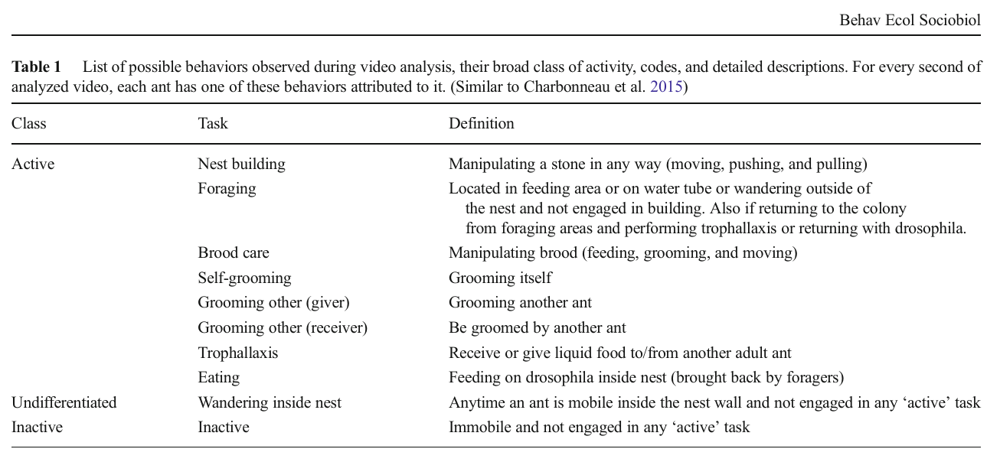 Behav Ecol Sociobiol
Table 1 List of possible behaviors observed during video analysis, their broad class of activity, codes, and detailed descriptions. For every second of
analyzed video, each ant has one of these behaviors attributed to it. (Similar to Charbonneau et al. 2015)
Class Task Definition
Active Nest building Manipulating a stone in any way (moving, pushing, and pulling)
Foraging Located in feeding area or on water tube or wandering outside of
the nest and not engaged in building. Also if returning to the colony
from foraging areas and performing trophallaxis or returning with drosophila.
Brood care Manipulating brood (feeding, grooming, and moving)
Self-grooming Grooming itself
Grooming other (giver) Grooming another ant
Grooming other (receiver) Be groomed by another ant
Trophallaxis Receive or give liquid food to/from another adult ant
Eating Feeding on drosophila inside nest (brought back by foragers)
Undifferentiated Wandering inside nest Anytime an ant is mobile inside the nest wall and not engaged in any ‘active’ task
Inactive Inactive Immobile and not engaged in any ‘active’ task